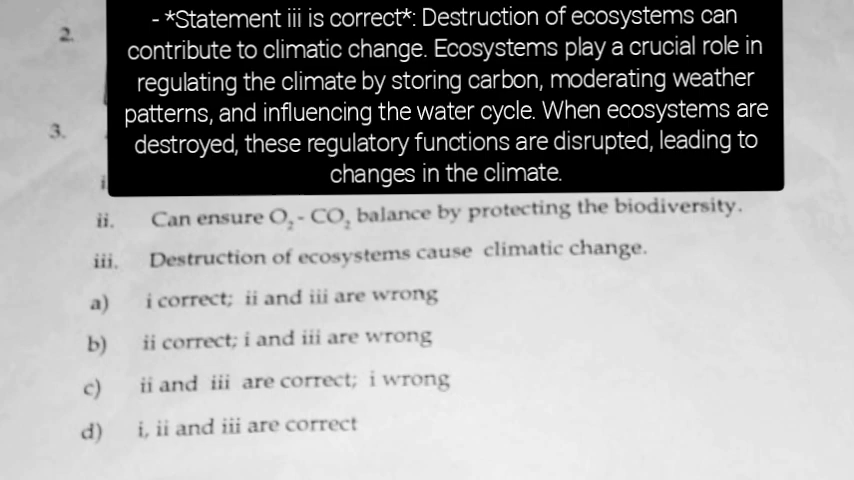 2.
- *Statement iii is correct*: Destruction of ecosystems can
contribute to climatic change. Ecosystems play a crucial role in
regulating the climate by storing carbon, moderating weather
patterns, and influencing the water cycle. When ecosystems are
destroyed, these regulatory functions are disrupted, leading to
changes in the climate.
3.
ii. Can ensure O₂ - CO₂ balance by protecting the biodiversity.
iii. Destruction of ecosystems cause climatic change.
a) i correct; ii and iii are wrong
b) ii correct; i and iii are wrong
c) ii and iii are correct; i wrong
d) i, ii and iii are correct